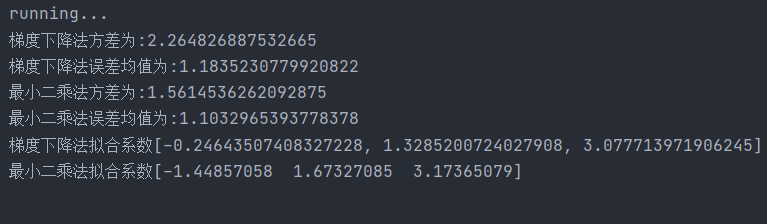 running...
梯度下降法方差为:2.264826887532665
梯度下降法误差均值为:1.1835230779920822
最小二乘法方差为:1.5614536262092875
最小二乘法误差均值为:1.1032965393778378
梯度下降法拟合系数[-0.24643507408327228, 1.3285200724027908, 3.077713971906245]
最小二乘法拟合系数[-1.44857058  1.67327085  3.17365079]